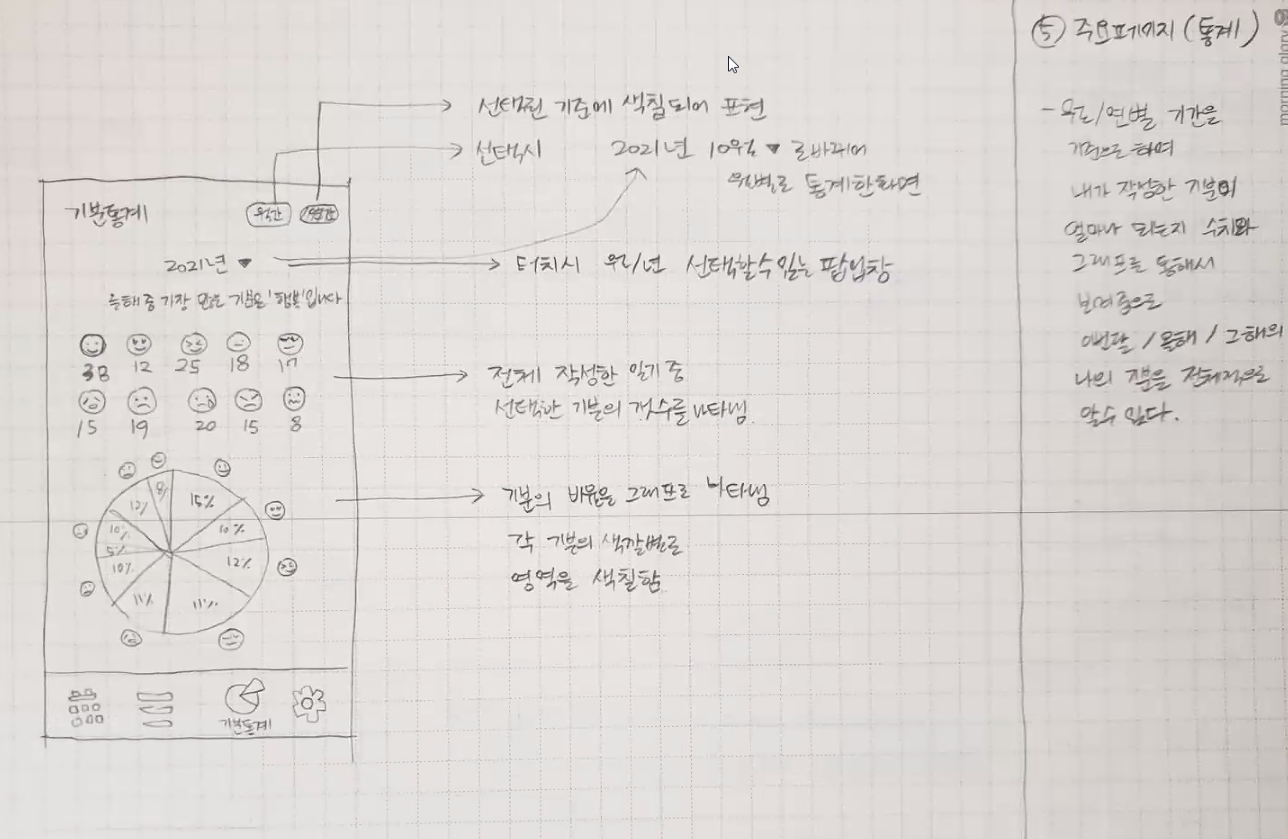 ⑤ 주요페이지 (통계)
morning glory
선택된 기준에 색칠되어 표현
선택시 2021년 10월 ▼ 로바뀌어
월별로 통계한화면
기분통계 월간 연간
2021년 ▼
터치시 월/년 선택할수있는 팝업창
올해 중 가장 많은 기분은 '행복'입니다
38 12 25 18 17
15 19 20 15 8
전체 작성한 일기 중
선택한 기분의 갯수를 나타냄
기분의 비율을 그래프로 나타냄
각 기분의 색깔별로
영역을 색칠함
8% 15%
12% 10%
10% 12%
5%
10%
11% 11%
기분통계
- 월/연별 기간을
기준으로 하여
내가 작성한 기분이
얼마나 되는지 수치와
그래프를 통해서
보여줌으로
이번달 / 올해 / 그해의
나의 기분을 전체적으로
알수 있다.